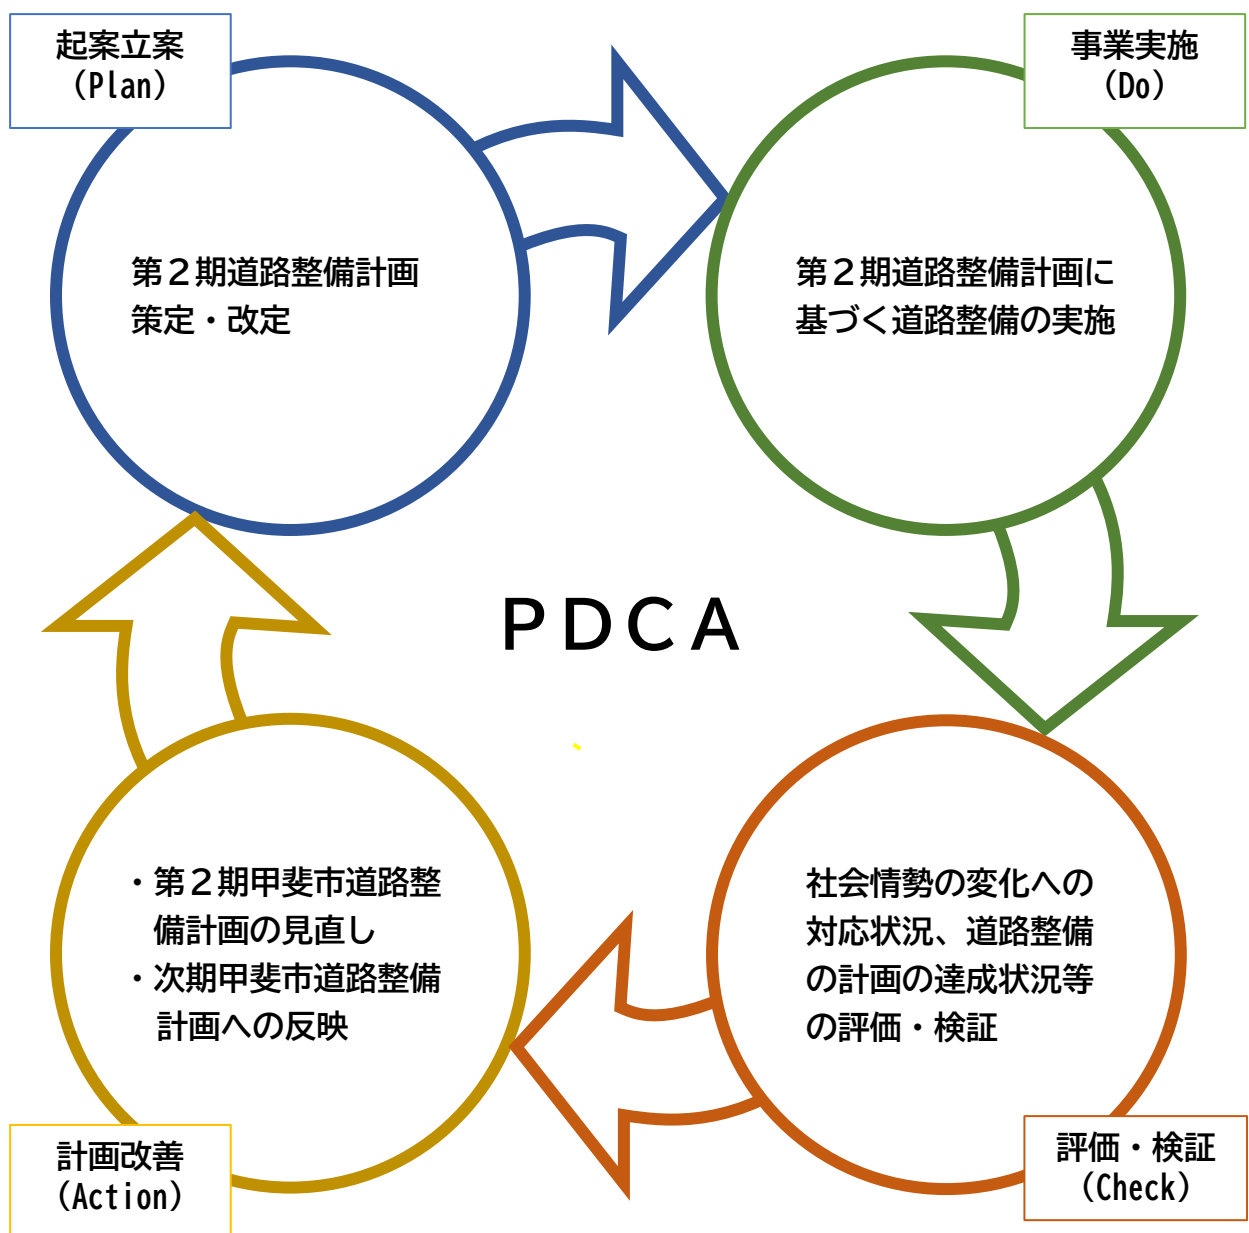 起案立案
(Plan)
事業実施
(Do)
第２期道路整備計画
策定・改定
第２期道路整備計画に
基づく道路整備の実施
ＰＤＣＡ
・第２期甲斐市道路整
備計画の見直し
・次期甲斐市道路整備
計画への反映
社会情勢の変化への
対応状況、道路整備
の計画の達成状況等
の評価・検証
計画改善
(Action)
評価・検証
(Check)